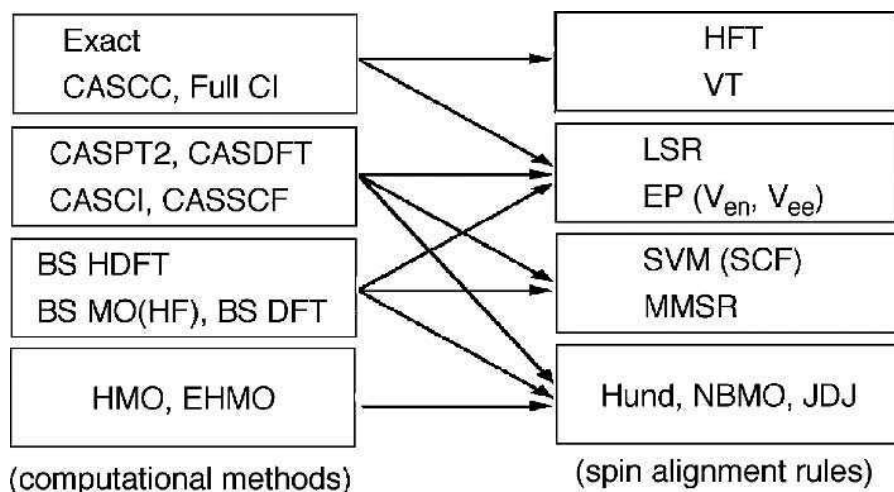 Exact
CASCC, Full CI
CASPT2, CASDFT
CASCI, CASSCF
BS HDFT
BS MO(HF), BS DFT
HMO, EHMO
(computational methods)
HFT
VT
LSR
EP (Ven, Vee)
SVM (SCF)
MMSR
Hund, NBMO, JDJ
(spin alignment rules)